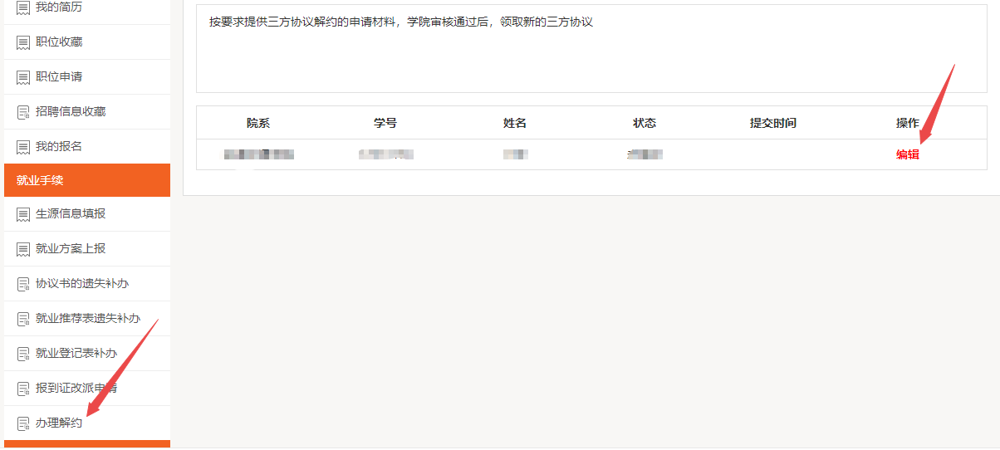 我的简历
职位收藏
职位申请
招聘信息收藏
我的报名
就业手续
生源信息填报
就业方案上报
协议书的遗失补办
就业推荐表遗失补办
就业登记表补办
报到证改派申请
办理解约
按要求提供三方协议解约的申请材料，学院审核通过后，领取新的三方协议
院系 学号 姓名 状态 提交时间 操作
编辑